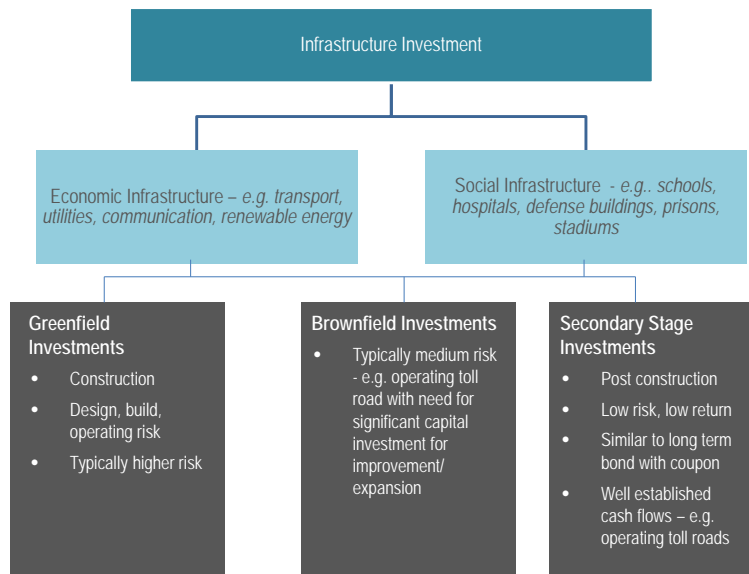 Infrastructure Investment
Economic Infrastructure – e.g. transport,
utilities, communication, renewable energy
Social Infrastructure - e.g.. schools,
hospitals, defense buildings, prisons,
stadiums
Greenfield
Investments
• Construction
• Design, build,
operating risk
• Typically higher risk
Brownfield Investments
• Typically medium risk
- e.g. operating toll
road with need for
significant capital
investment for
improvement/
expansion
Secondary Stage
Investments
• Post construction
• Low risk, low return
• Similar to long term
bond with coupon
• Well established
cash flows – e.g.
operating toll roads